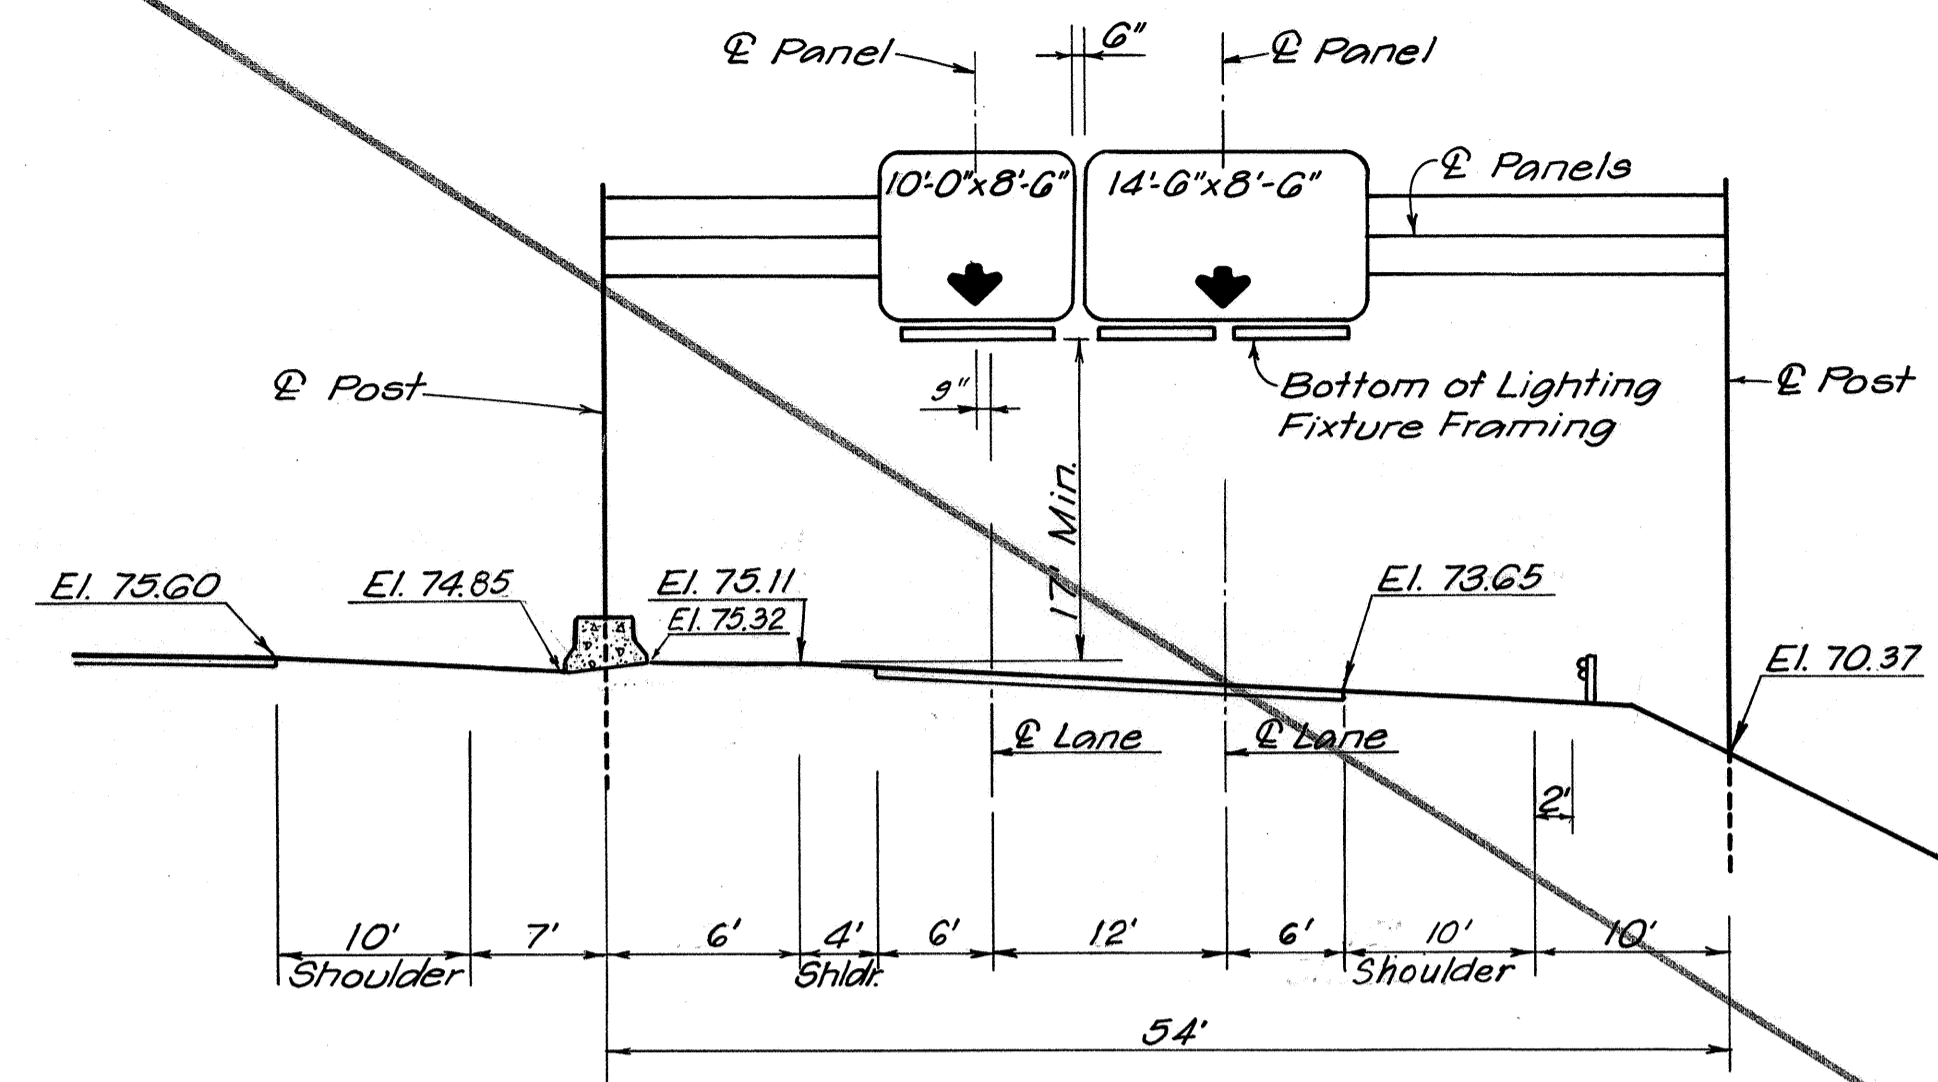 ℄ Panel
6"
℄ Panel
10'-0"x8'-6"
14'-6"x8'-6"
℄ Panels
℄ Post
9"
Bottom of Lighting
Fixture Framing
℄ Post
17' Min.
El. 75.60
El. 74.85
El. 75.11
El. 75.32
El. 73.65
El. 70.37
℄ Lane
℄ Lane
2'
10'
7'
6'
4'
6'
12'
6'
10'
10'
Shoulder
Shldr.
Shoulder
54'